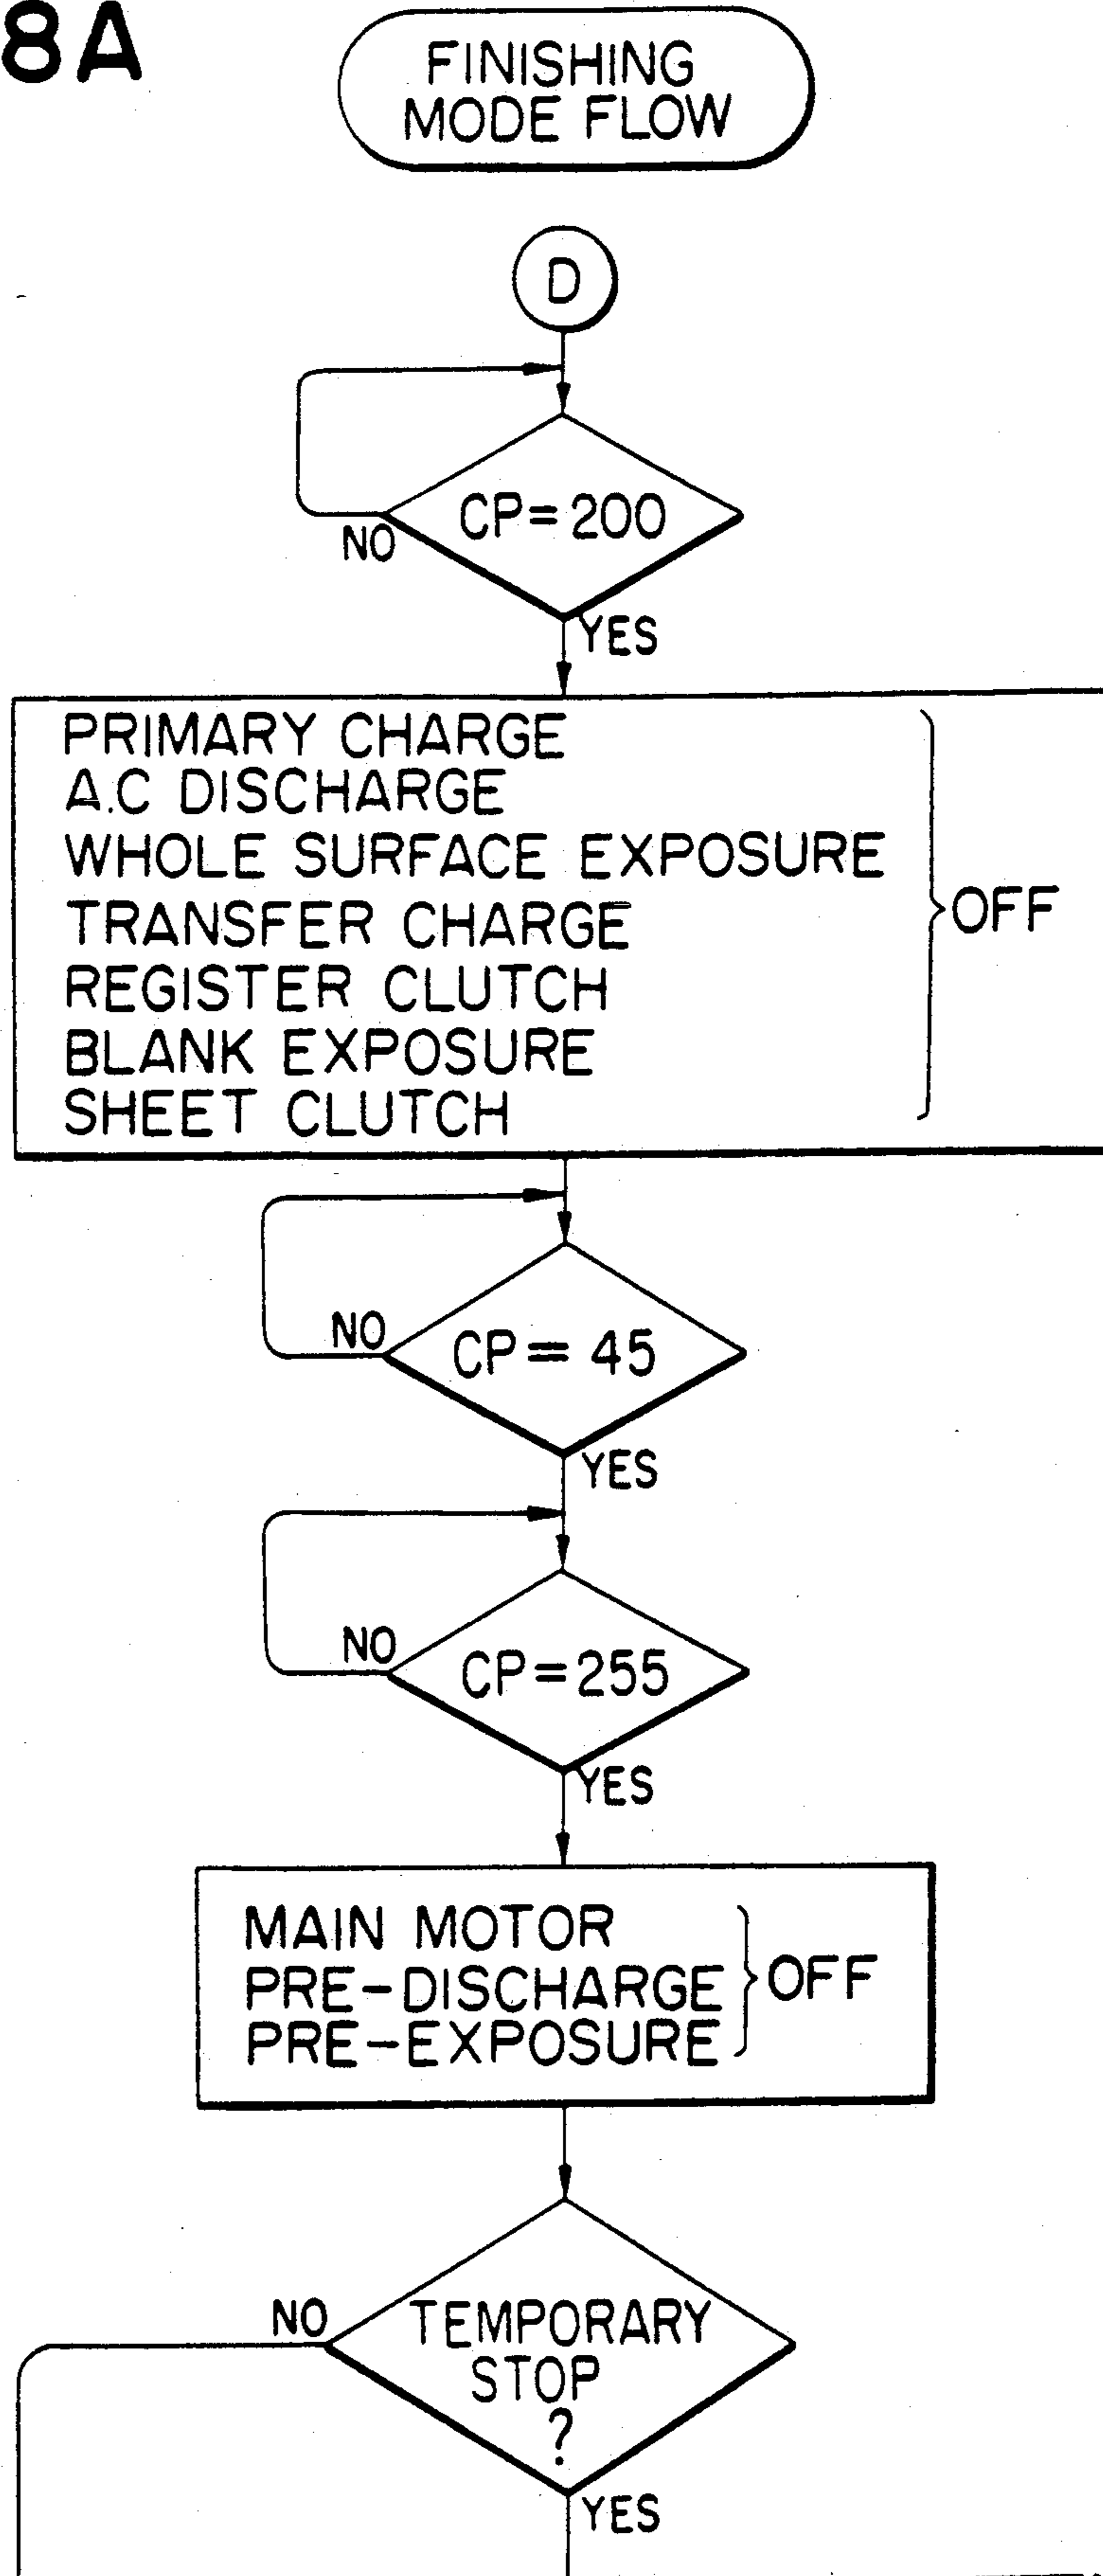 8A
FINISHING
MODE FLOW
D
CP=200
NO
YES
PRIMARY CHARGE
A.C DISCHARGE
WHOLE SURFACE EXPOSURE
TRANSFER CHARGE
REGISTER CLUTCH
BLANK EXPOSURE
SHEET CLUTCH
OFF
NO
CP= 45
YES
NO
CP=255
YES
MAIN MOTOR
PRE-DISCHARGE
PRE-EXPOSURE
OFF
NO
TEMPORARY
STOP
?
YES